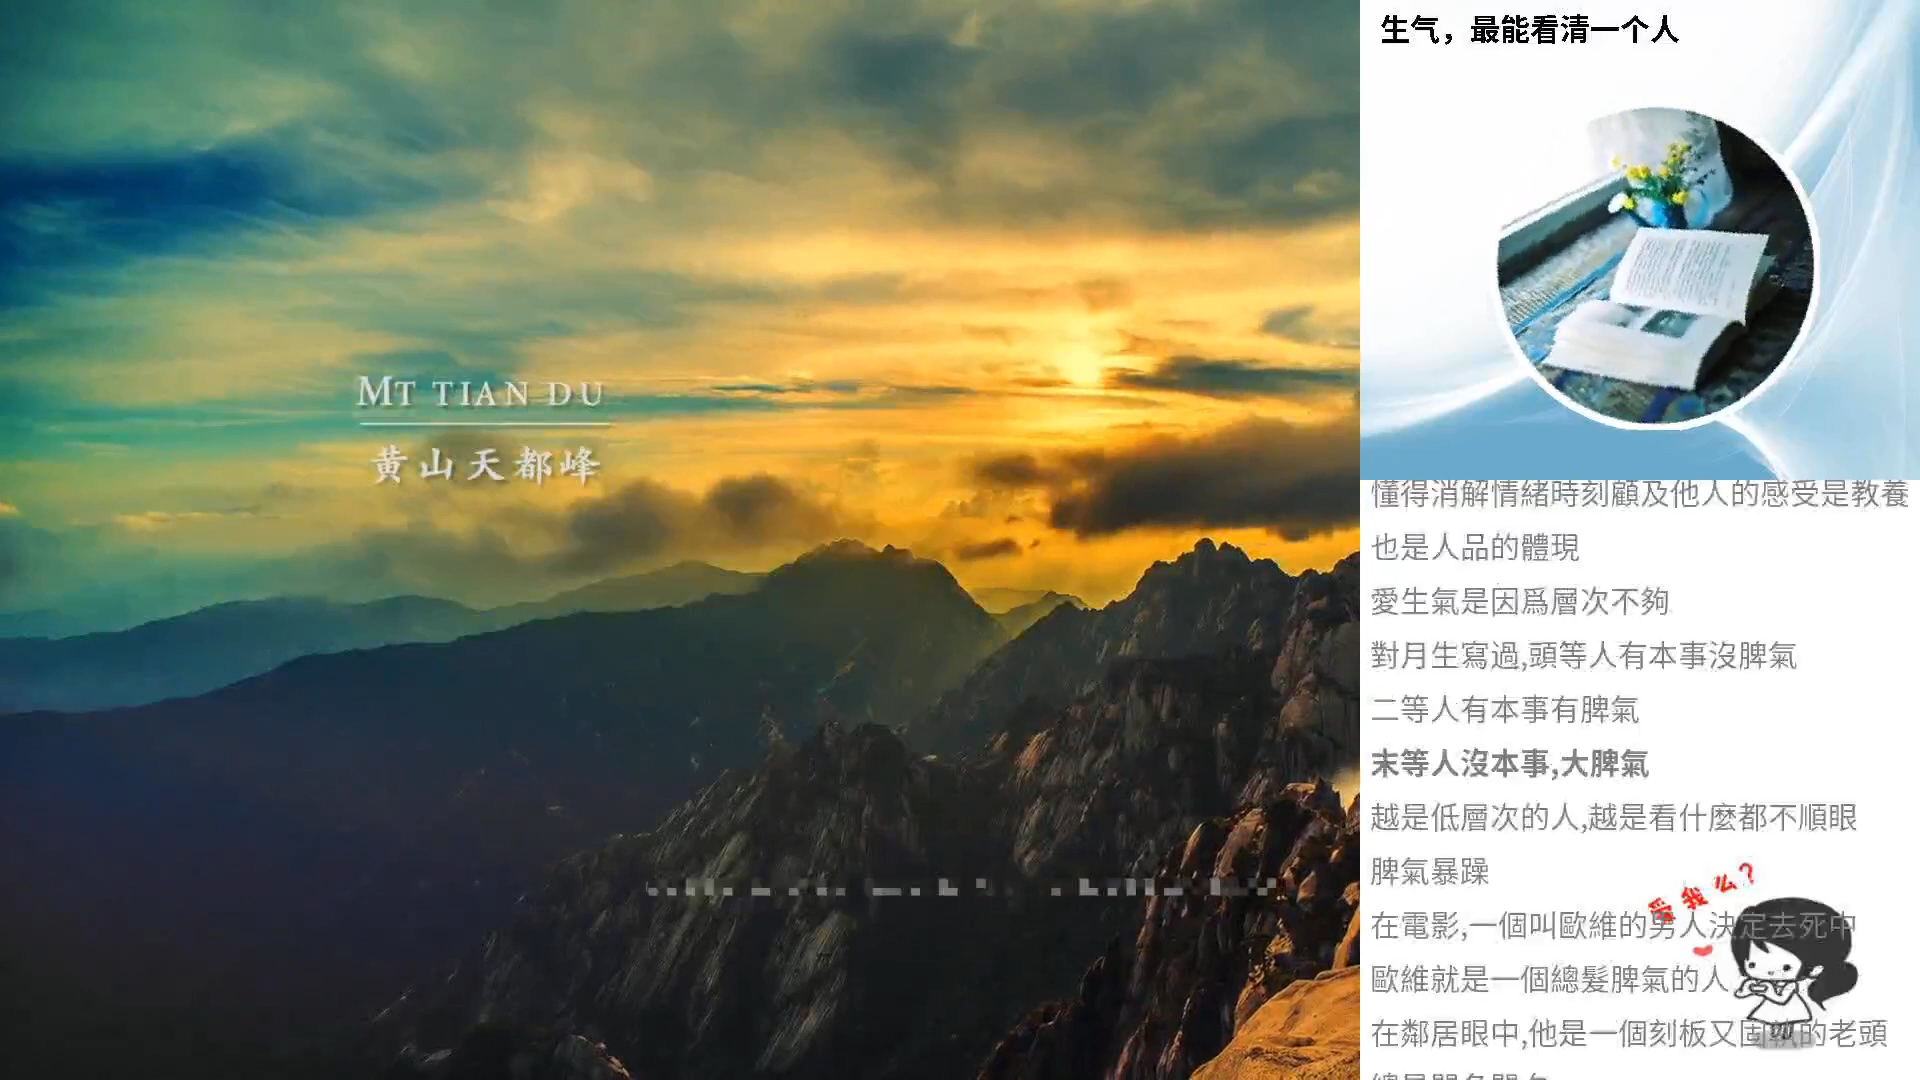 MT TIAN DU
黄山天都峰
生气，最能看清一个人
懂得消解情緒時刻顧及他人的感受是教養
也是人品的體現
愛生氣是因爲層次不夠
對月生寫過,頭等人有本事沒脾氣
二等人有本事有脾氣
末等人沒本事,大脾氣
越是低層次的人,越是看什麼都不順眼
脾氣暴躁
愛我么?
在電影,一個叫歐維的男人決定去死中
歐維就是一個總髮脾氣的人
在鄰居眼中,他是一個刻板又固執的老頭